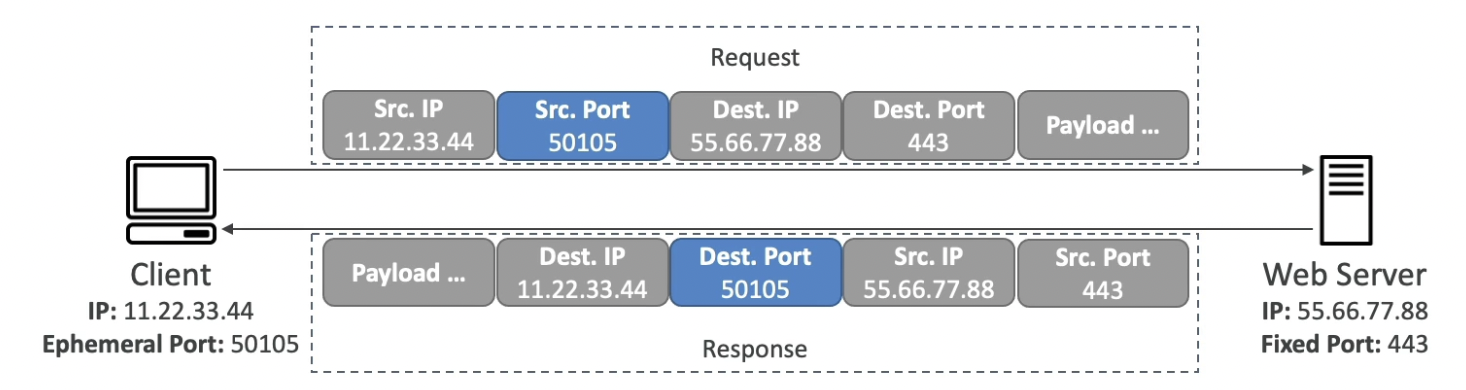 Request
Src. IP
11.22.33.44
Src. Port
50105
Dest. IP
55.66.77.88
Dest. Port
443
Payload ...
Client
IP: 11.22.33.44
Ephemeral Port: 50105
Web Server
IP: 55.66.77.88
Fixed Port: 443
Payload ...
Dest. IP
11.22.33.44
Dest. Port
50105
Src. IP
55.66.77.88
Src. Port
443
Response